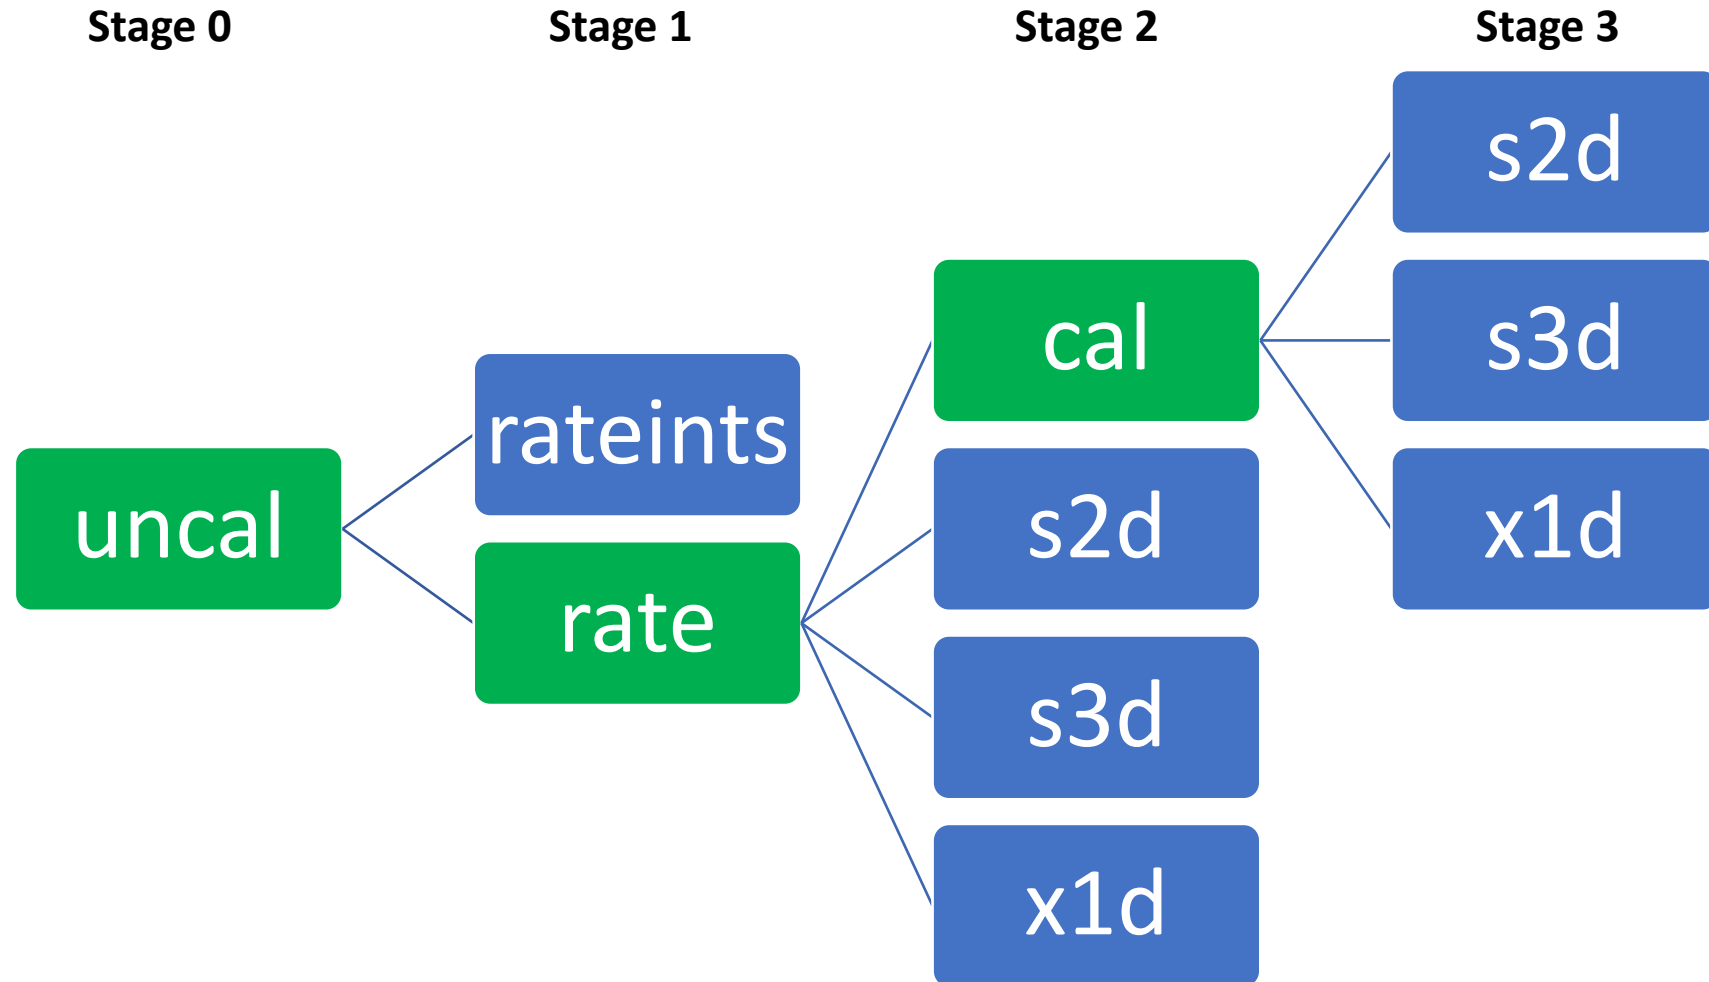 Stage 0
Stage 1
Stage 2
Stage 3
uncal
rateints
rate
cal
s2d
s3d
x1d
s2d
s3d
x1d